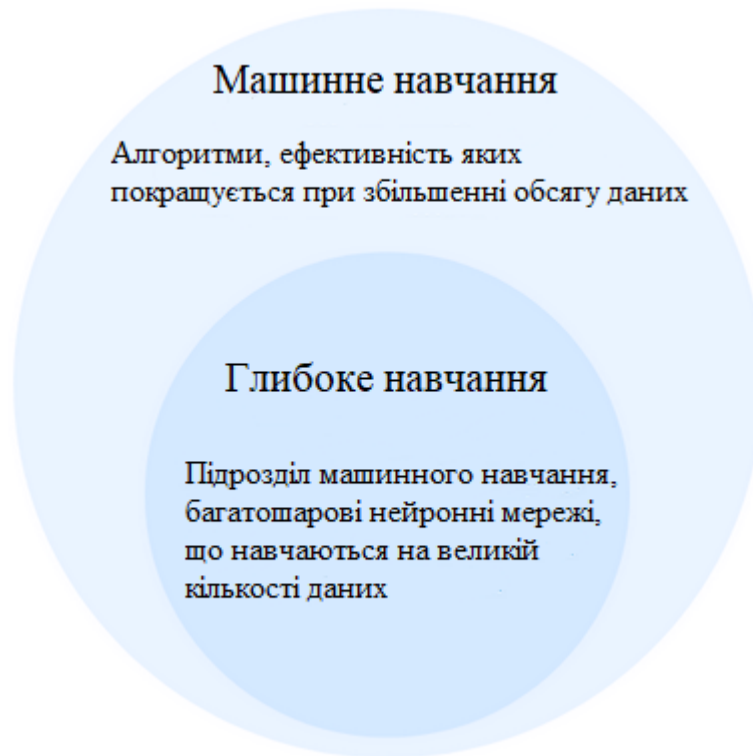 Машинне навчання
Алгоритми, ефективність яких
покращується при збільшенні обсягу даних
Глибоке навчання
Підрозділ машинного навчання,
багатошарові нейронні мережі,
що навчаються на великій
кількості даних